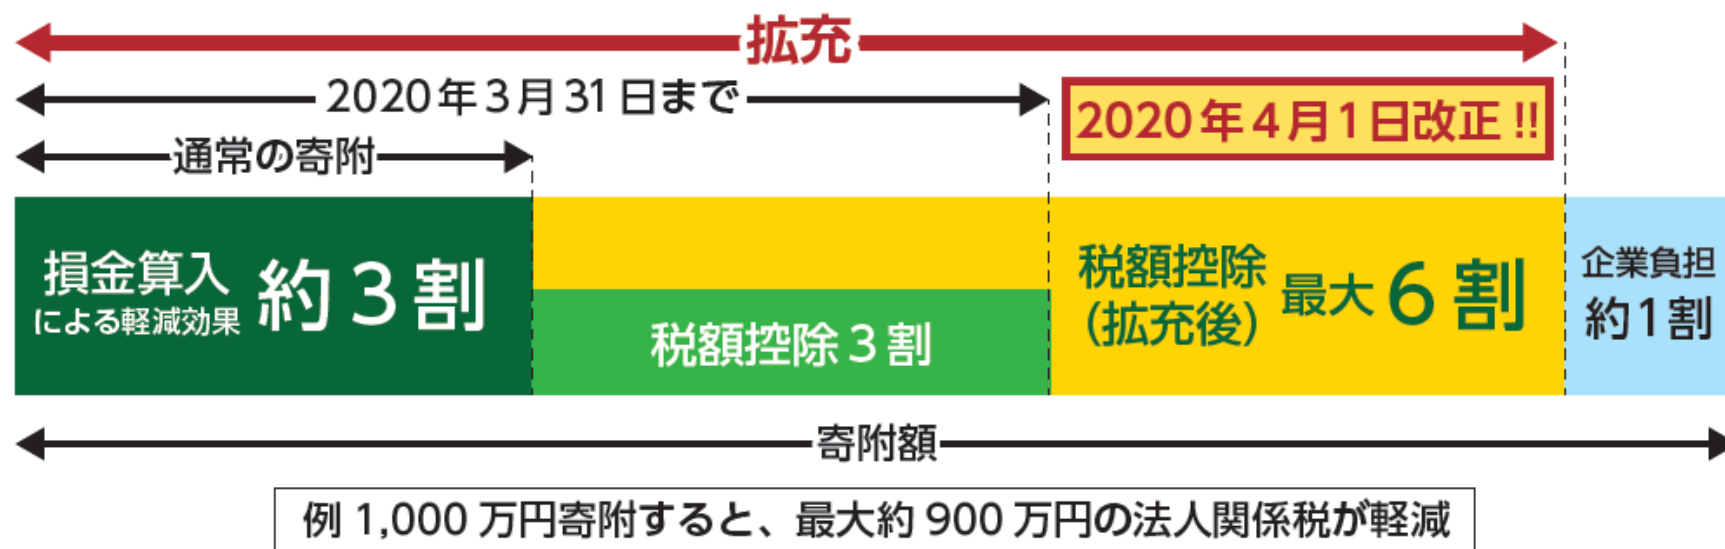 拡充
2020年3月31日まで
2020年4月1日改正!!
通常の寄附
損金算入
による軽減効果
約3割
税額控除3割
税額控除
(拡充後)
最大6割
企業負担
約1割
寄附額
例 1,000万円寄附すると、最大約900万円の法人関係税が軽減